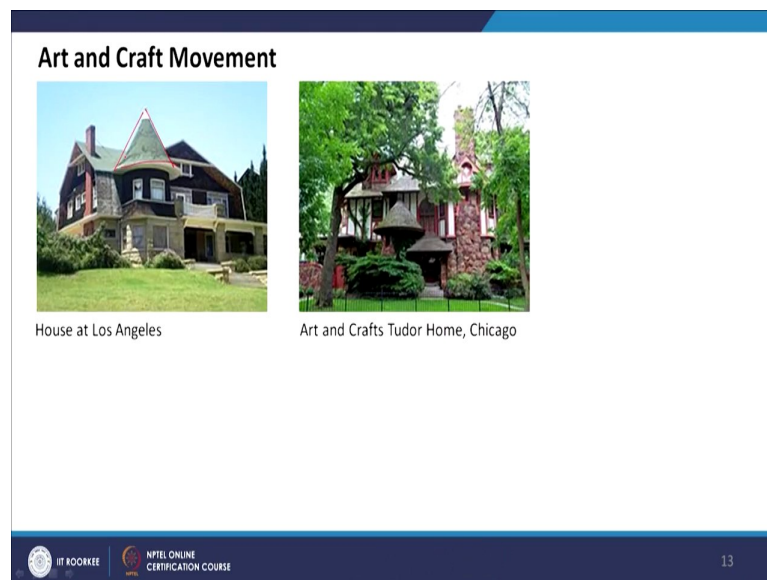 Art and Craft Movement
House at Los Angeles
Art and Crafts Tudor Home, Chicago
IIT ROORKEE
NPTEL ONLINE
CERTIFICATION COURSE
13